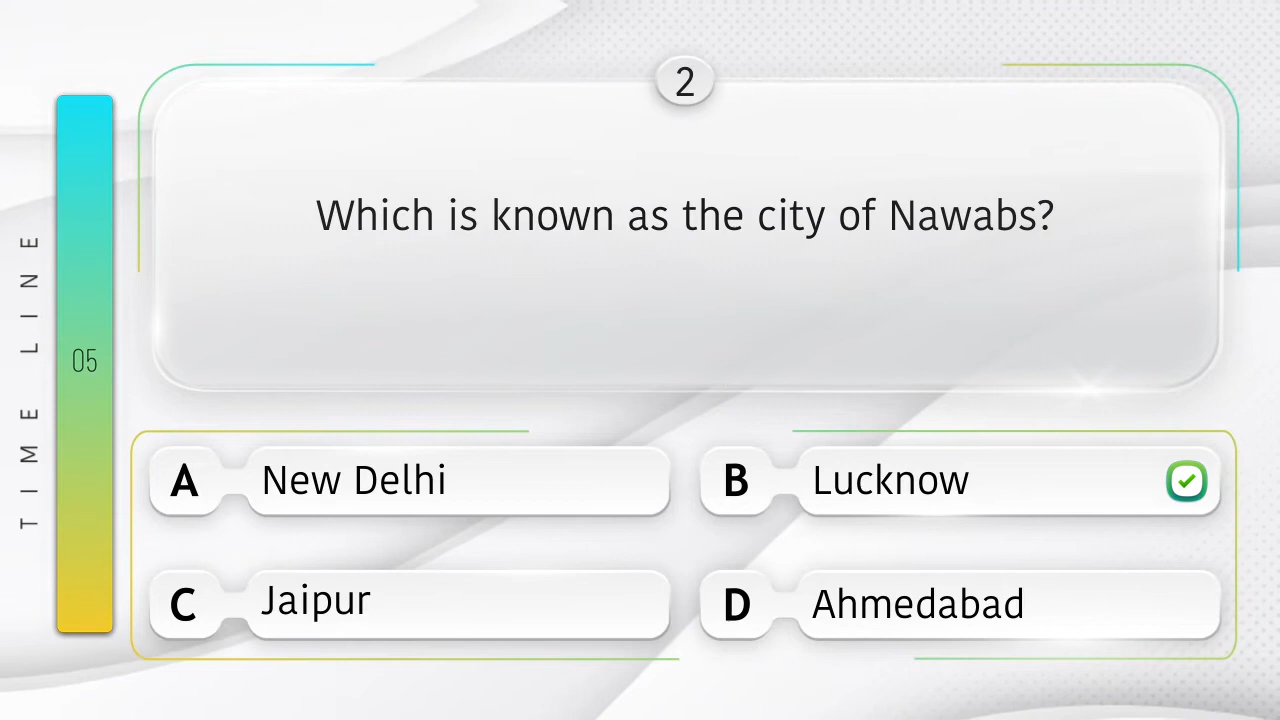 2
Which is known as the city of Nawabs?
TIME LINE
05
A New Delhi
B Lucknow
C Jaipur
D Ahmedabad